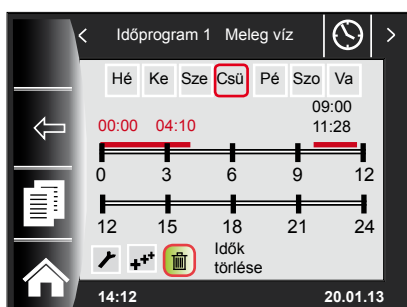 Időprogram 1 Meleg víz
Hé Ke Sze Csü Pé Szo Va
09:00
00:00 04:10 11:28
0 3 6 9 12
12 15 18 21 24
Idők
törlése
14:12 20.01.13